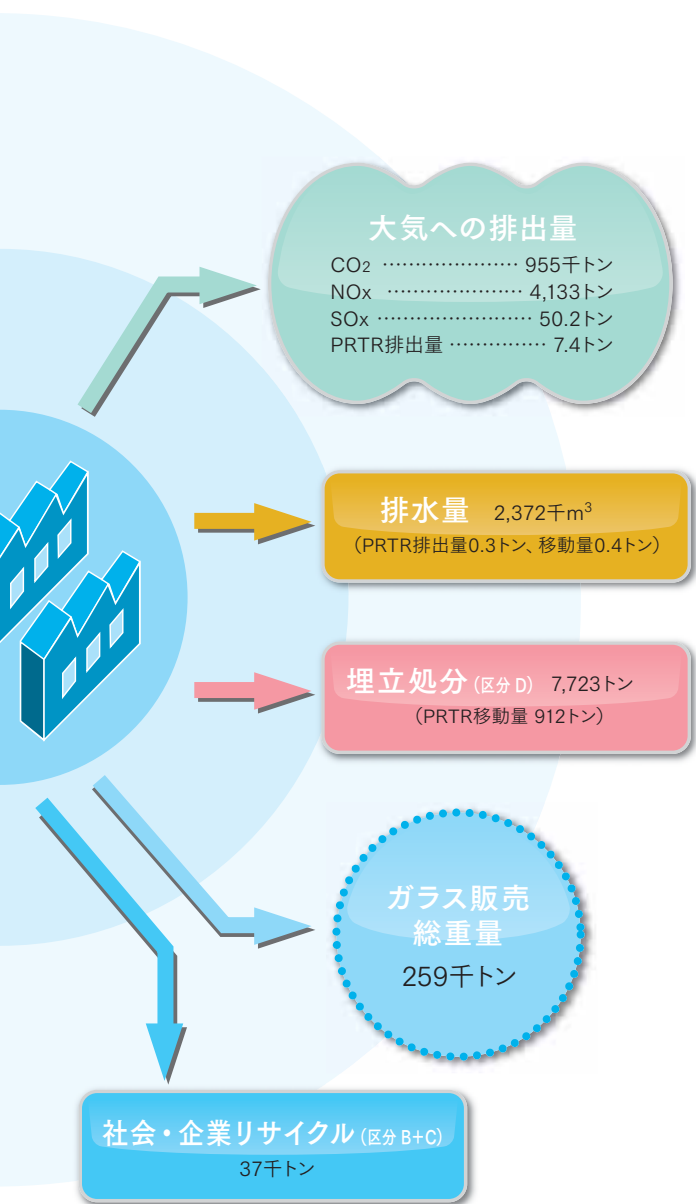 大気への排出量
CO2 ………………… 955千トン
NOx ………………… 4,133トン
SOx …………………… 50.2トン
PRTR排出量 …………… 7.4トン
排水量 2,372千m³
（PRTR排出量0.3トン、移動量0.4トン）
埋立処分（区分D） 7,723トン
（PRTR移動量 912トン）
ガラス販売
総重量
259千トン
社会・企業リサイクル（区分B+C）
37千トン